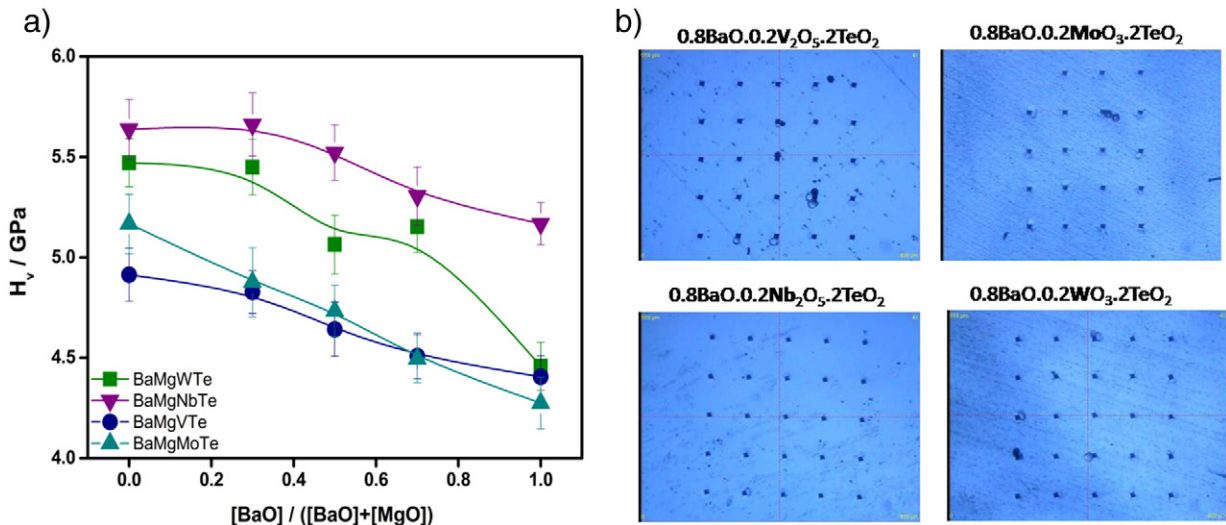 a)
6.0
5.5
5.0
4.5
4.0
H_v / GPa
BaMgWTe
BaMgNbTe
BaMgVTe
BaMgMoTe
0.0 0.2 0.4 0.6 0.8 1.0
[BaO] / ([BaO]+[MgO])
b)
0.8BaO.0.2V₂O₅.2TeO₂
0.8BaO.0.2MoO₃.2TeO₂
0.8BaO.0.2Nb₂O₅.2TeO₂
0.8BaO.0.2WO₃.2TeO₂